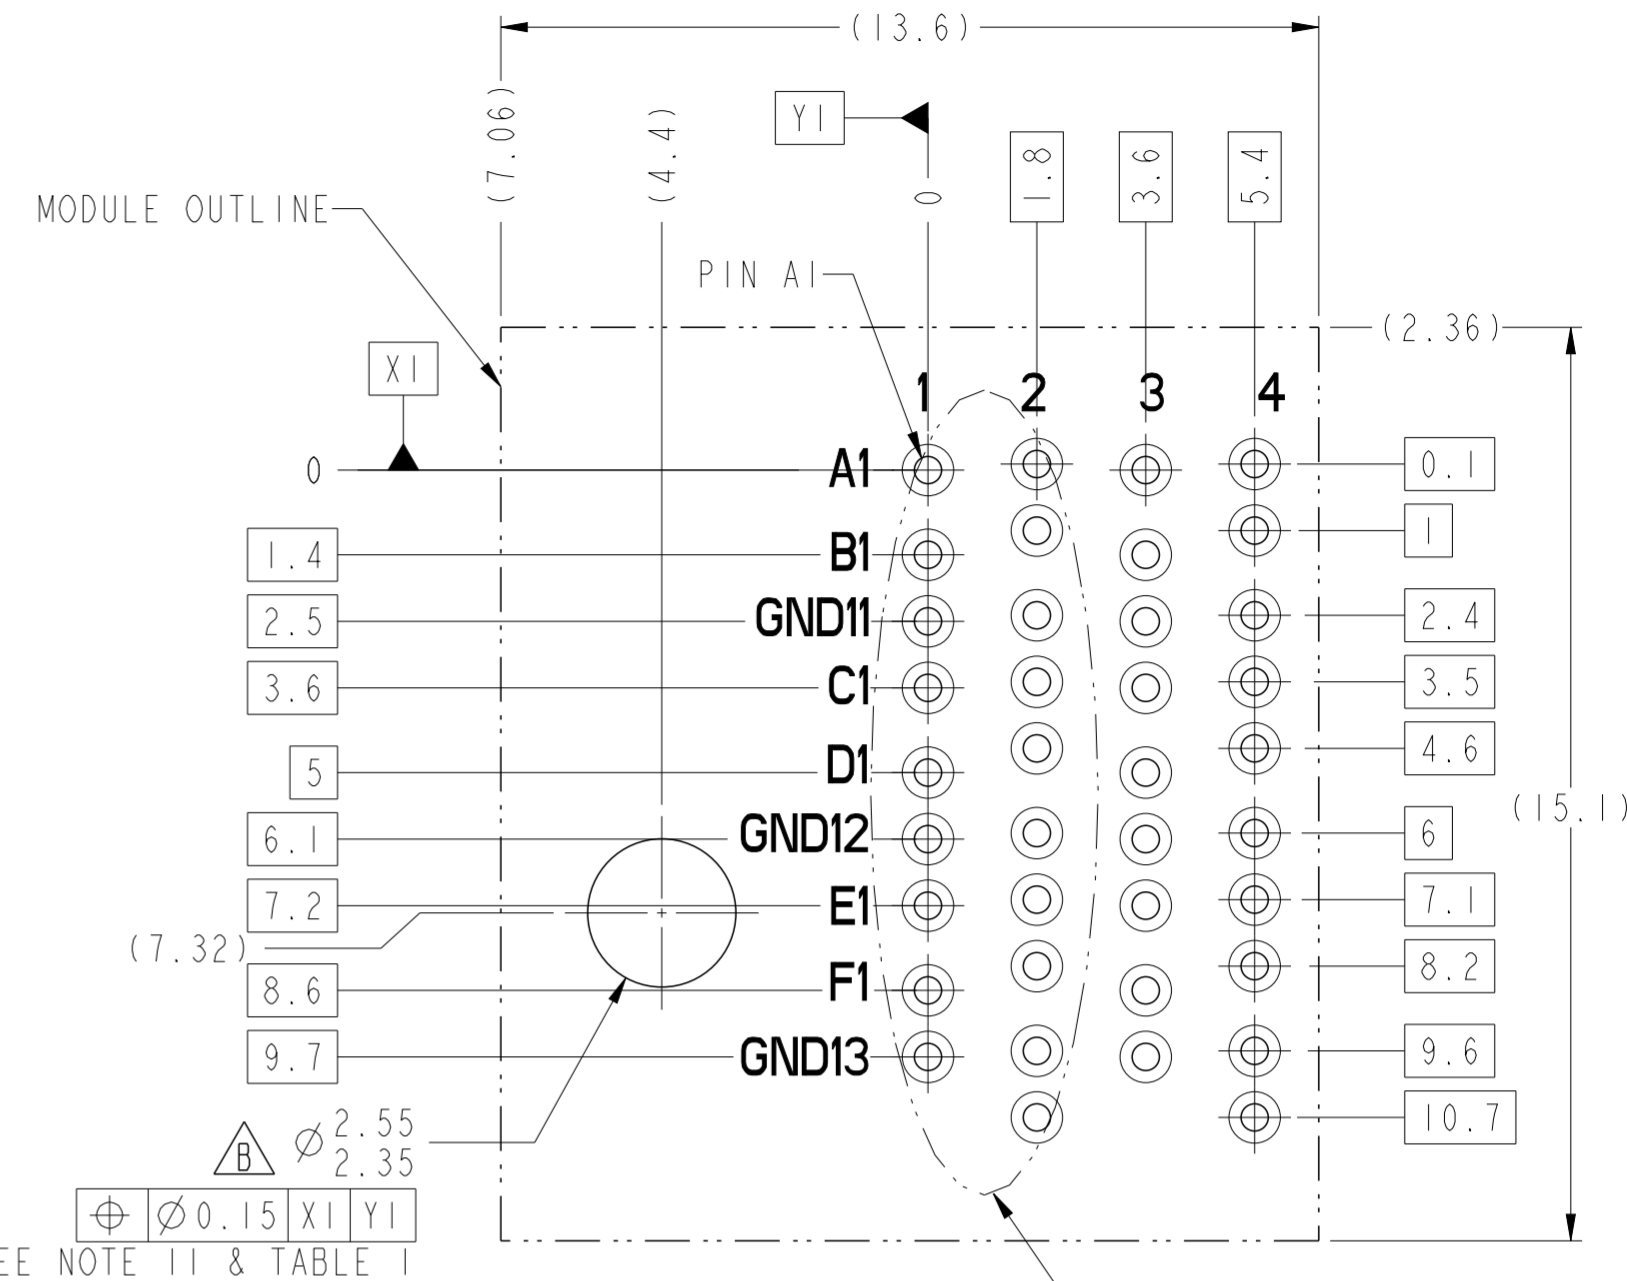 (13.6)
(7.06)
(4.4)
Y1
0
1.8
3.6
5.4
MODULE OUTLINE
PIN A1
(2.36)
X1
1 2 3 4
0 A1 0.1
1
1.4 B1
2.5 GND11 2.4
3.6 C1 3.5
4.6
5 D1
(15.1)
6.1 GND12 6
7.2 E1 7.1
(7.32)
8.2
8.6 F1
9.7 GND13 9.6
10.7
B Ø 2.55
2.35
⌖ Ø0.15 X1 Y1
EE NOTE 11 & TABLE 1